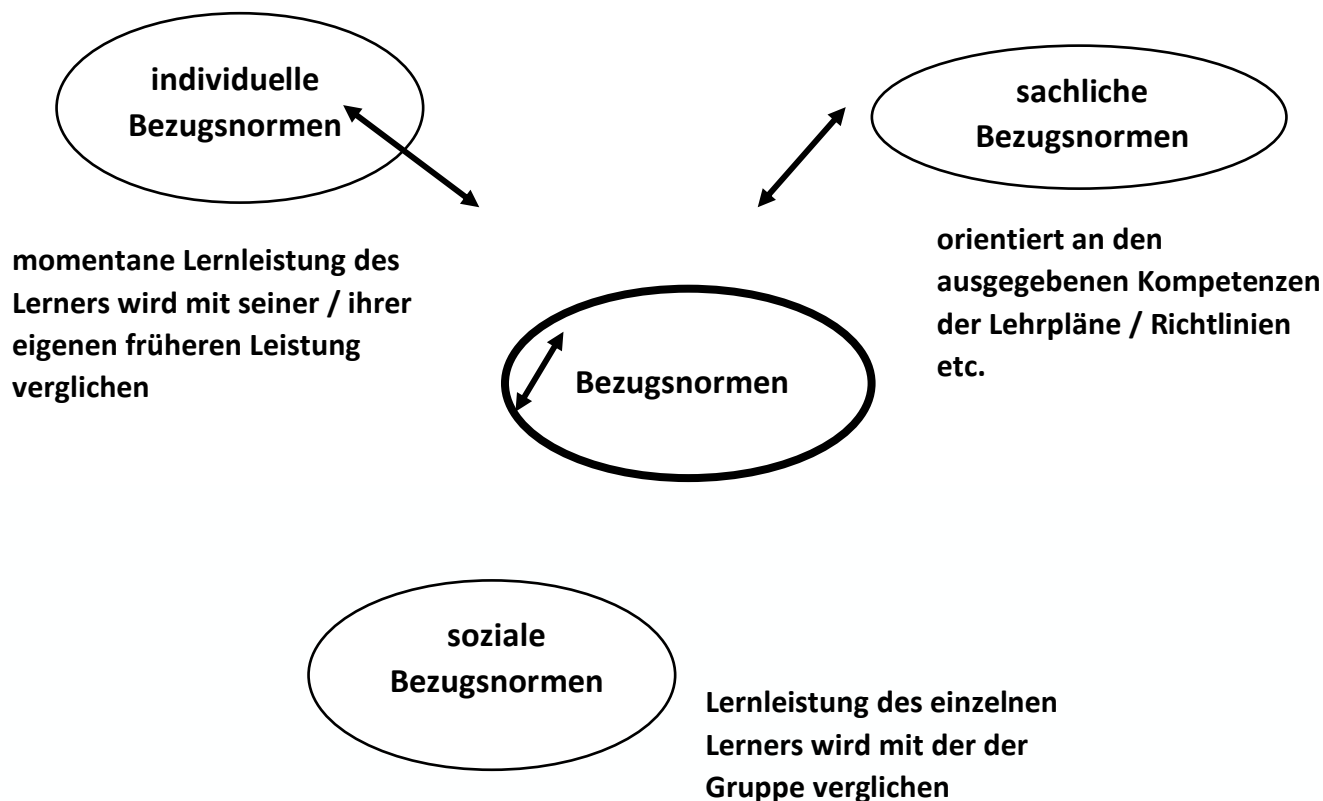 individuelle
Bezugsnormen
sachliche
Bezugsnormen
momentane Lernleistung des
Lerners wird mit seiner / ihrer
eigenen früheren Leistung
verglichen
orientiert an den
ausgegebenen Kompetenzen
der Lehrpläne / Richtlinien
etc.
Bezugsnormen
soziale
Bezugsnormen
Lernleistung des einzelnen
Lerners wird mit der der
Gruppe verglichen